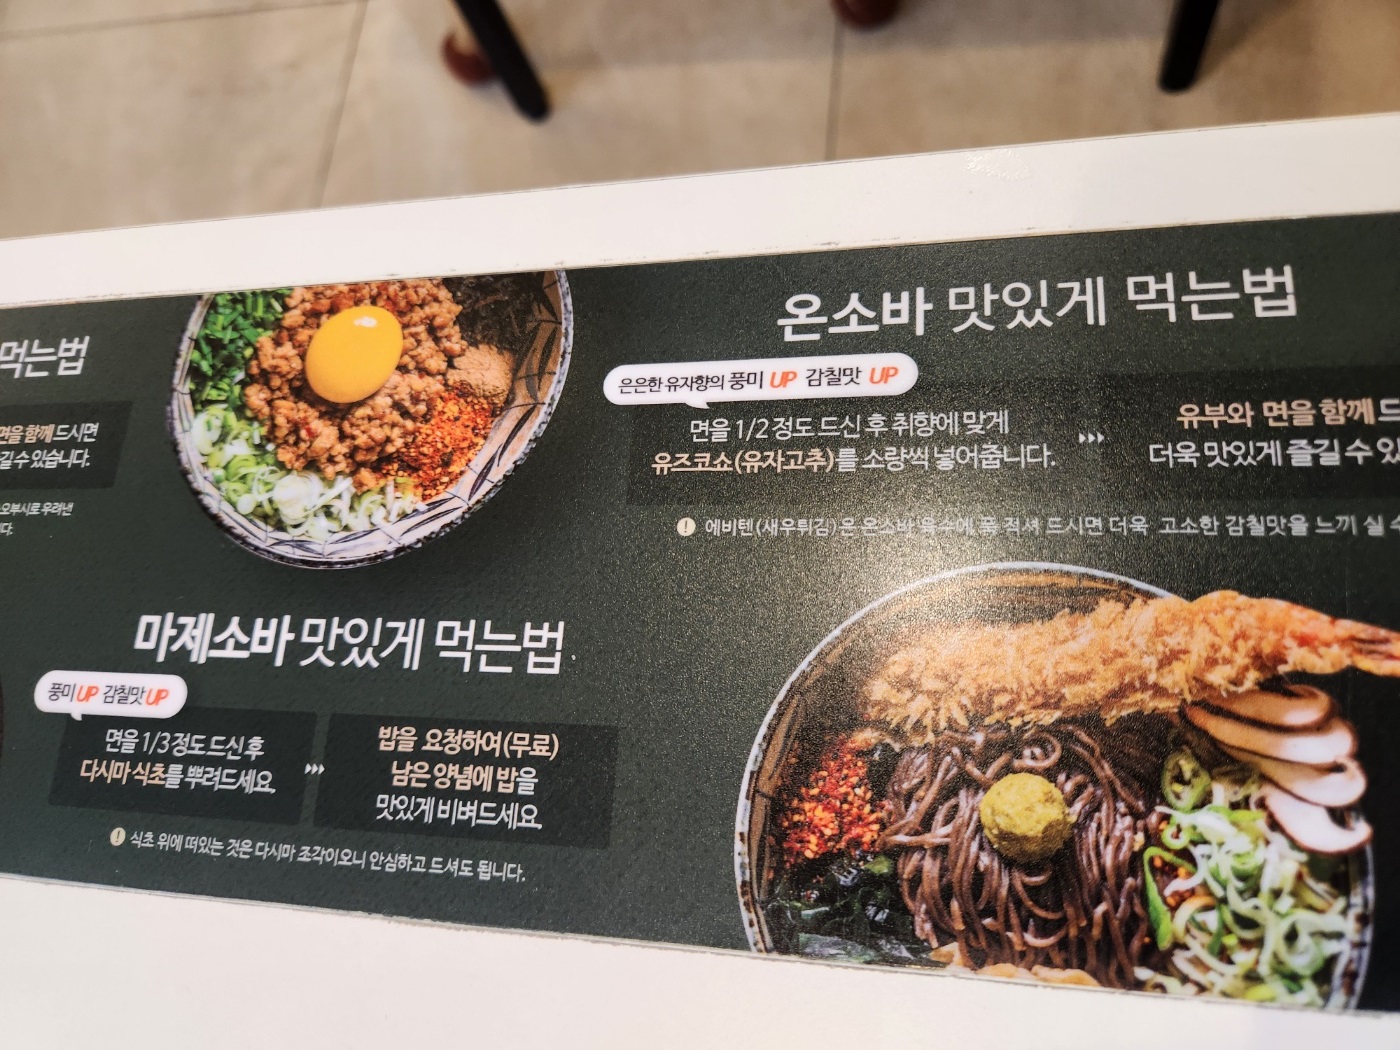 먹는법
면을 함께 드시면
길 수 있습니다.
오부시로 우려낸
다.
마제소바 맛있게 먹는법
풍미 UP 감칠맛 UP
면을 1/3 정도 드신 후
다시마 식초를 뿌려드세요.
›››
밥을 요청하여(무료)
남은 양념에 밥을
맛있게 비벼드세요.
! 식초 위에 떠있는 것은 다시마 조각이오니 안심하고 드셔도 됩니다.
온소바 맛있게 먹는법
은은한 유자향의 풍미 UP 감칠맛 UP
면을 1/2 정도 드신 후 취향에 맞게
유즈코쇼(유자고추)를 소량씩 넣어줍니다.
›››
유부와 면을 함께 드
더욱 맛있게 즐길 수 있
! 에비텐(새우튀김)은 온소바 육수에 푹 적셔 드시면 더욱 고소한 감칠맛을 느끼 실